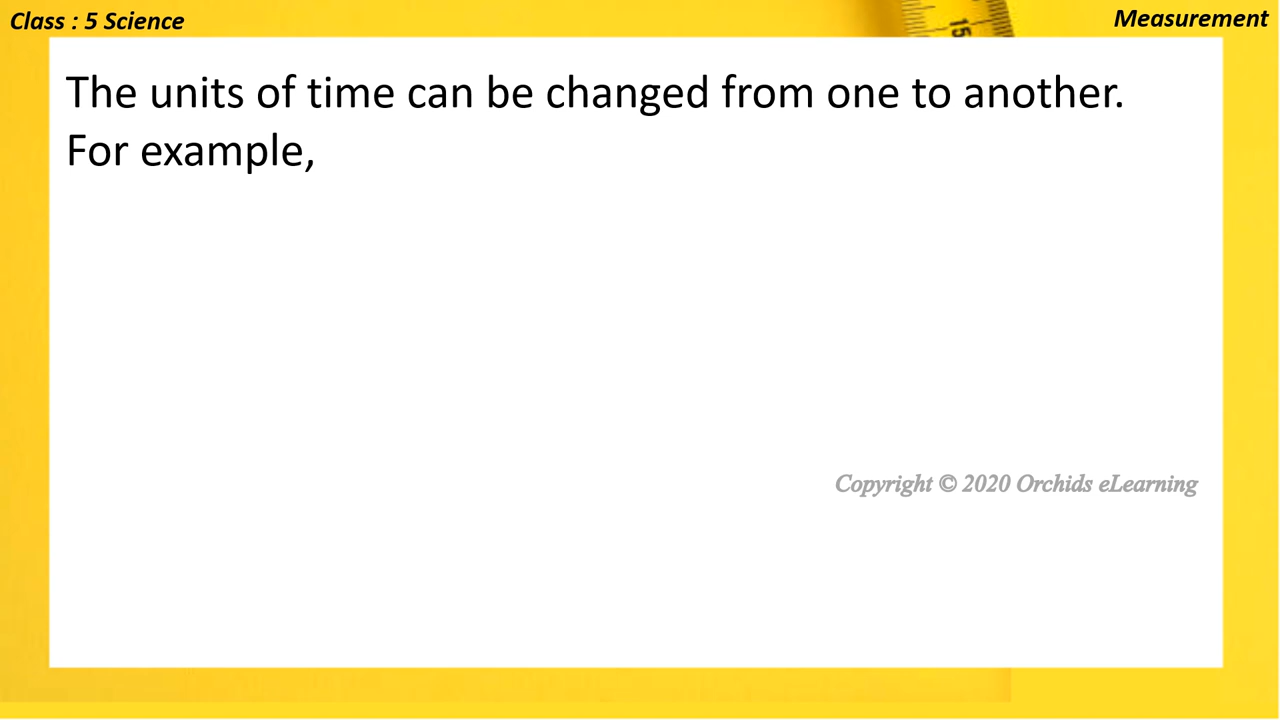 Class : 5 Science
Measurement
15
The units of time can be changed from one to another.
For example,
Copyright © 2020 Orchids eLearning